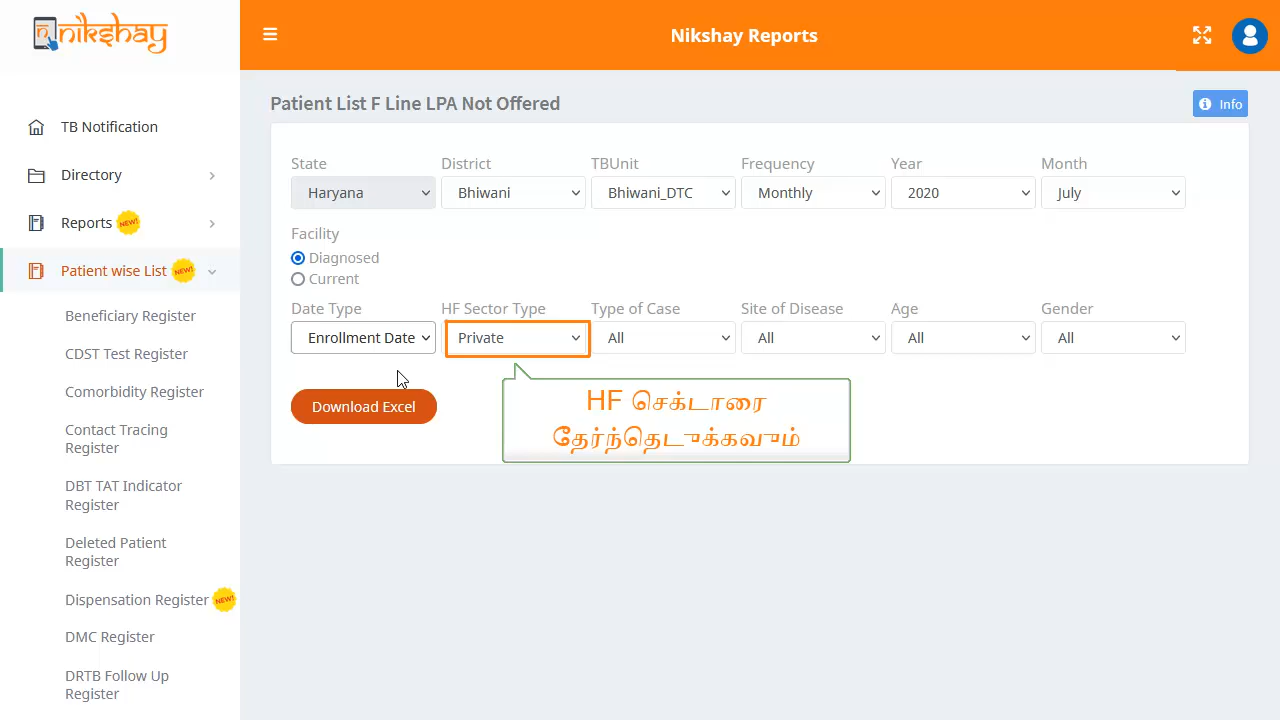 nikshay
Nikshay Reports
TB Notification
Directory
Reports NEW!
Patient wise List NEW!
Beneficiary Register
CDST Test Register
Comorbidity Register
Contact Tracing
Register
DBT TAT Indicator
Register
Deleted Patient
Register
Dispensation Register NEW!
DMC Register
DRTB Follow Up
Register
Patient List F Line LPA Not Offered
Info
State District TBUnit Frequency Year Month
Haryana Bhiwani Bhiwani_DTC Monthly 2020 July
Facility
Diagnosed
Current
Date Type HF Sector Type Type of Case Site of Disease Age Gender
Enrollment Date Private All All All All
Download Excel
HF செக்டாரை
தேர்ந்தெடுக்கவும்